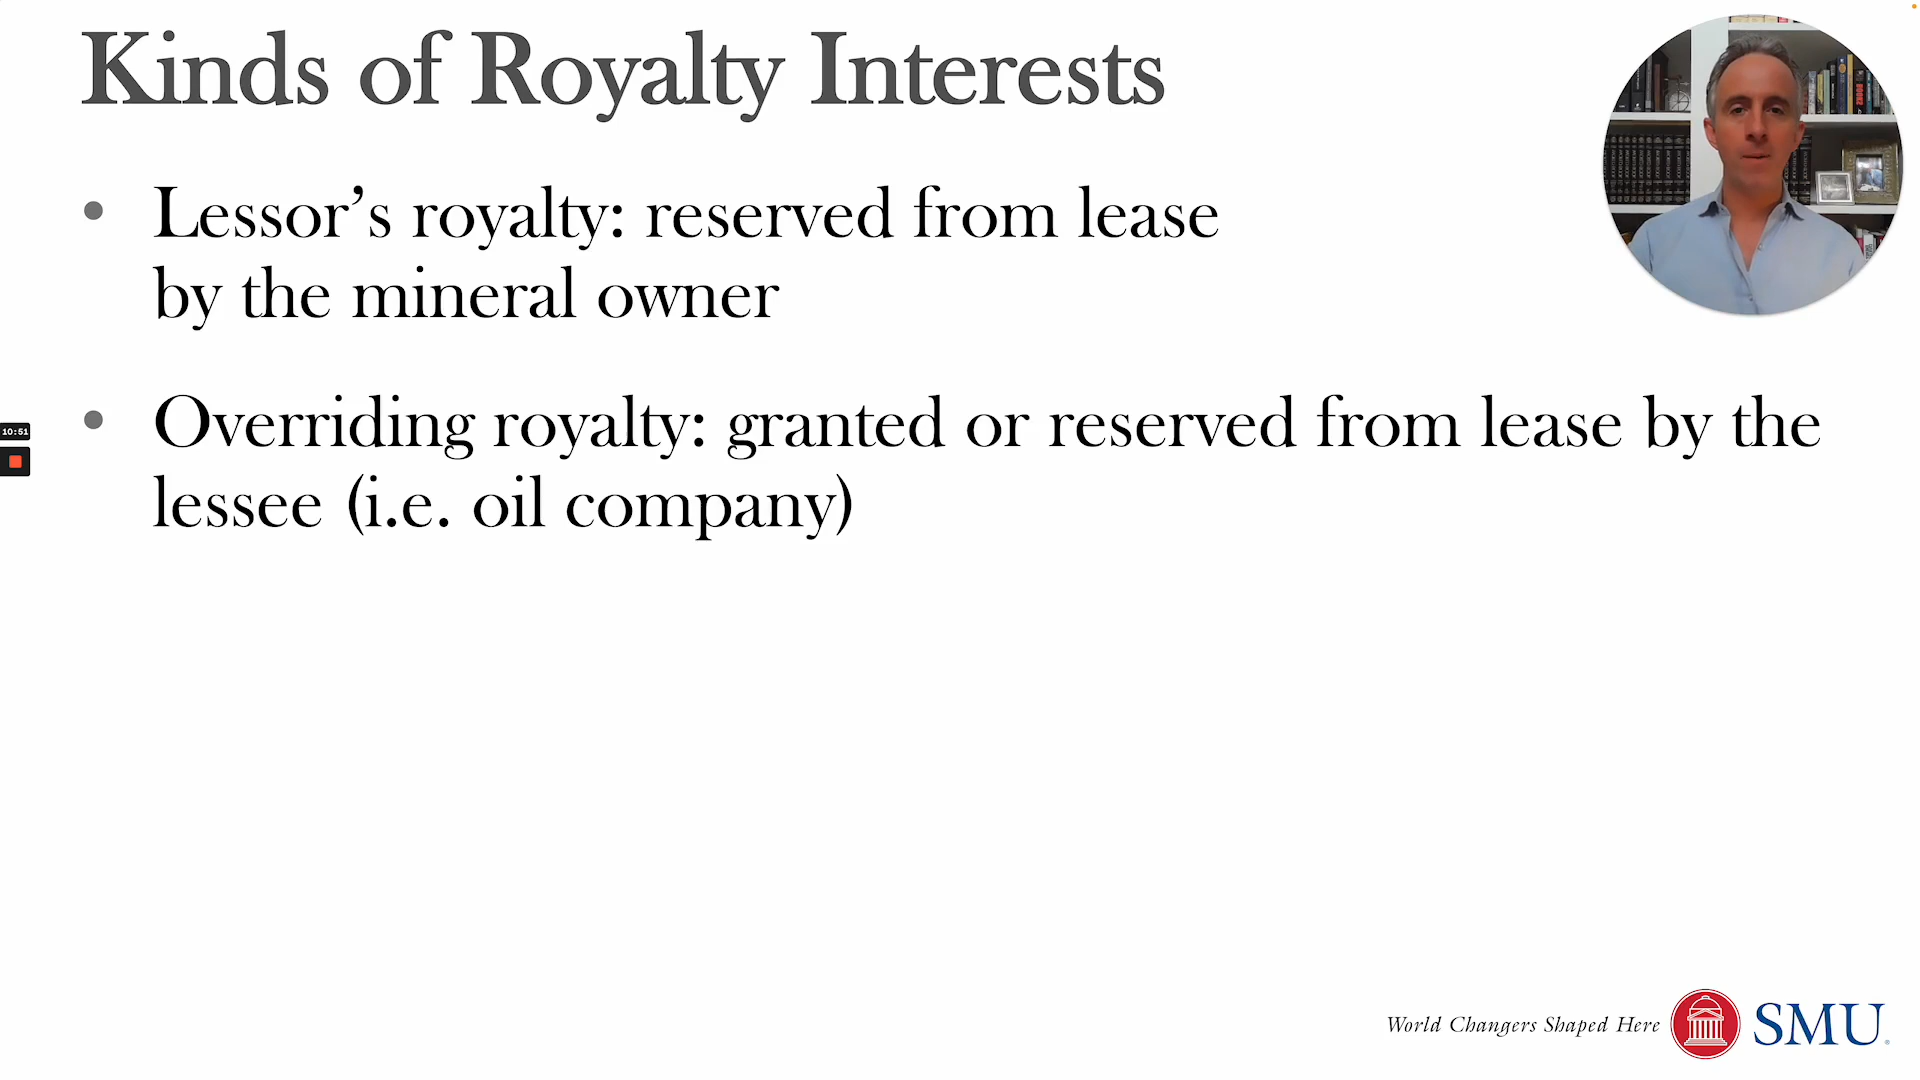 Kinds of Royalty Interests
• Lessor’s royalty: reserved from lease
by the mineral owner
• Overriding royalty: granted or reserved from lease by the
lessee (i.e. oil company)
10:51
World Changers Shaped Here
SMU